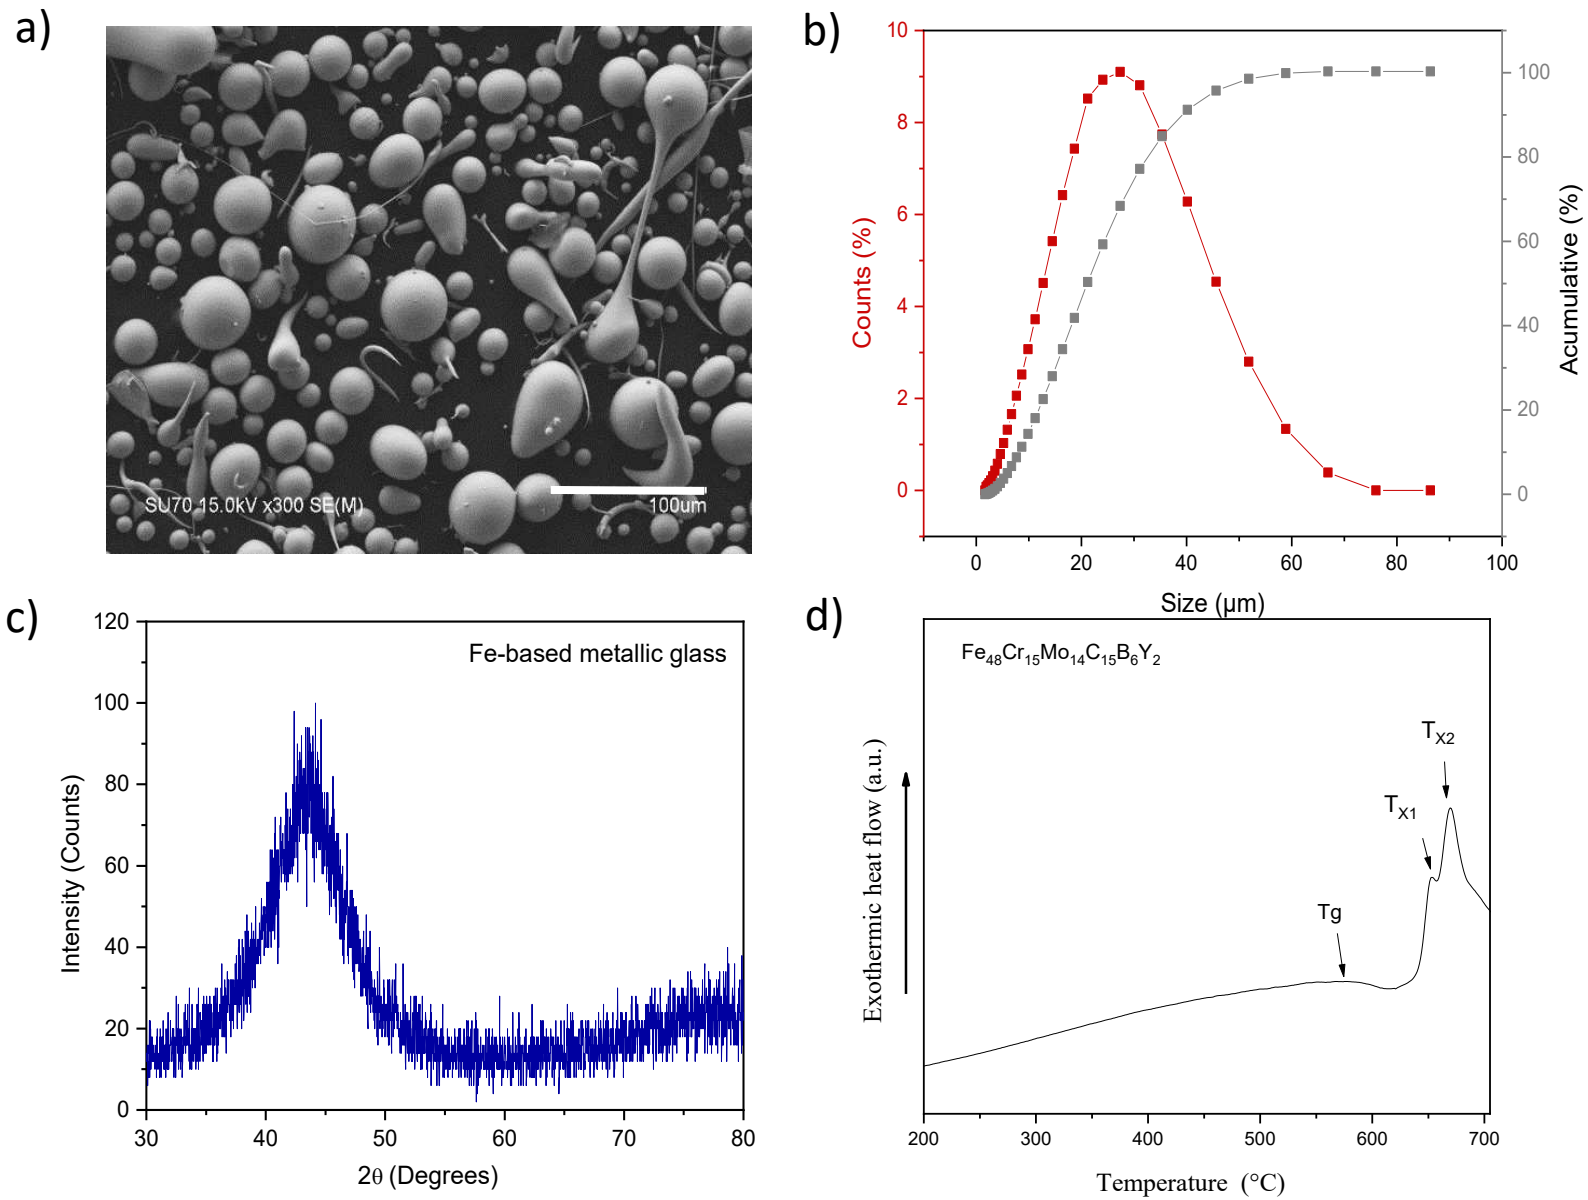 a)
SU70 15.0kV x300 SE(M)
100um
b)
10
8
6
4
2
0
Counts (%)
100
80
60
40
20
0
Acumulative (%)
0 20 40 60 80 100
Size (µm)
c)
120
100
80
60
40
20
0
Intensity (Counts)
Fe-based metallic glass
30 40 50 60 70 80
2θ (Degrees)
d)
Fe₄₈Cr₁₅Mo₁₄C₁₅B₆Y₂
Exothermic heat flow (a.u.)
T_X2
T_X1
Tg
200 300 400 500 600 700
Temperature (°C)